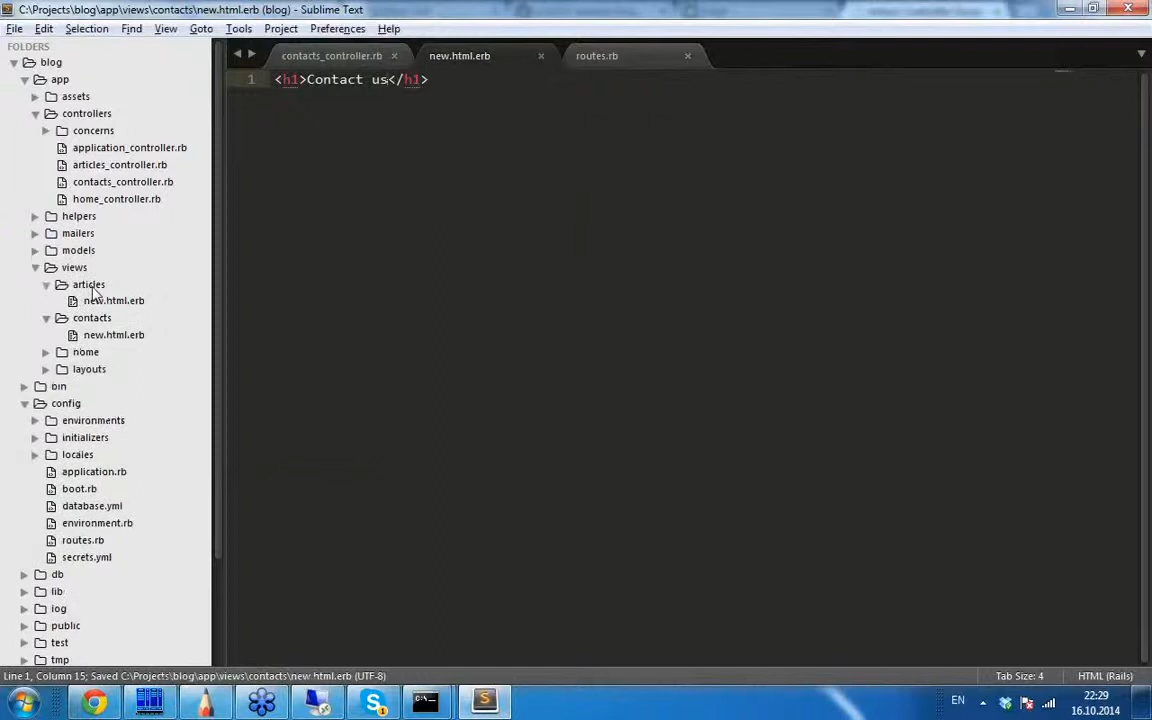 C:\Projects\blog\app\views\contacts\new.html.erb (blog) - Sublime Text
File Edit Selection Find View Goto Tools Project Preferences Help
FOLDERS
blog
app
assets
controllers
concerns
application_controller.rb
articles_controller.rb
contacts_controller.rb
home_controller.rb
helpers
mailers
models
views
articles
new.html.erb
contacts
new.html.erb
home
layouts
bin
config
environments
initializers
locales
application.rb
boot.rb
database.yml
environment.rb
routes.rb
secrets.yml
db
lib
log
public
test
tmp
contacts_controller.rb new.html.erb routes.rb
1 <h1>Contact us</h1>
Line 1, Column 15; Saved C:\Projects\blog\app\views\contacts\new.html.erb (UTF-8) Tab Size: 4 HTML (Rails)
EN 22:29
16.10.2014